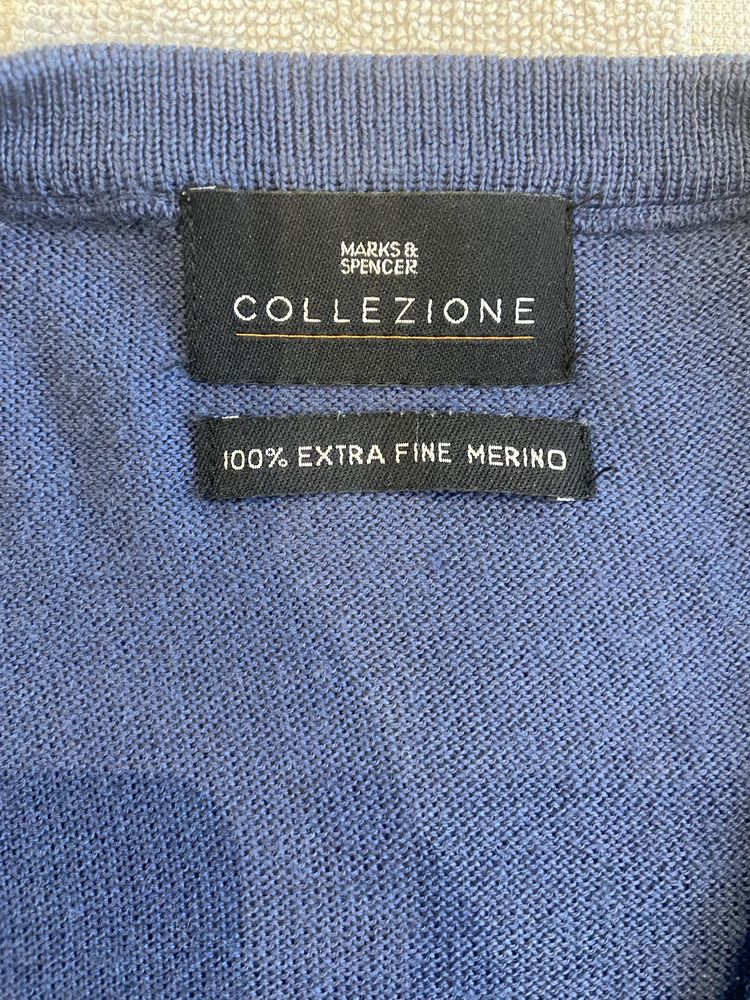 MARKS &
SPENCER
COLLEZIONE
100% EXTRA FINE MERINO